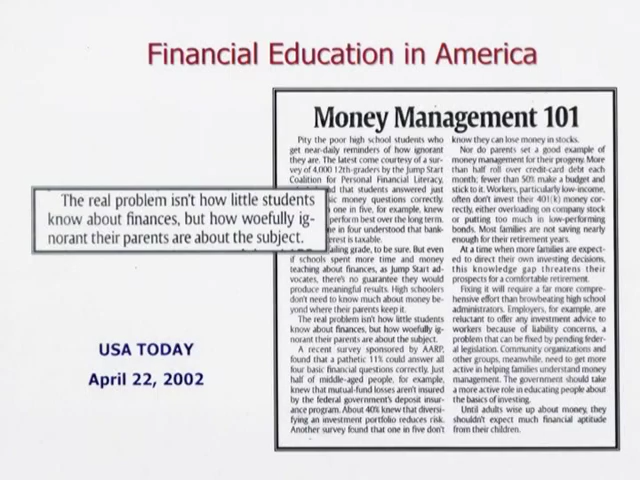 Financial Education in America
Money Management 101
Pity the poor high school students who
get near-daily reminders of how ignorant
they are. The latest come courtesy of a sur-
vey of 4,000 12th-graders by the Jump Start
Coalition for Personal Financial Literacy,
d that students answered just
sic money questions correctly.
one in five, for example, knew
perform best over the long term.
e in four understood that bank-
erest is taxable.
ailing grade, to be sure. But even
if schools spent more time and money
teaching about finances, as Jump Start ad-
vocates, there's no guarantee they would
produce meaningful results. High schoolers
don't need to know much about money be-
yond where their parents keep it.
The real problem isn't how little students
know about finances, but how woefully ig-
norant their parents are about the subject.
A recent survey sponsored by AARP,
found that a pathetic 11% could answer all
four basic financial questions correctly. Just
half of middle-aged people, for example,
knew that mutual-fund losses aren't insured
by the federal government's deposit insur-
ance program. About 40% knew that diversi-
fying an investment portfolio reduces risk.
Another survey found that one in five don't
know they can lose money in stocks.
Nor do parents set a good example of
money management for their progeny. More
than half roll over credit-card debt each
month; fewer than 50% make a budget and
stick to it. Workers, particularly low-income,
often don't invest their 401(k) money cor-
rectly, either overloading on company stock
or putting too much in low-performing
bonds. Most families are not saving nearly
enough for their retirement years.
At a time when more families are expect-
ed to direct their own investing decisions,
this knowledge gap threatens their
prospects for a comfortable retirement.
Fixing it will require a far more compre-
hensive effort than browbeating high school
administrators. Employers, for example, are
reluctant to offer any investment advice to
workers because of liability concerns, a
problem that can be fixed by pending feder-
al legislation. Community organizations and
other groups, meanwhile, need to get more
active in helping families understand money
management. The government should take
a more active role in educating people about
the basics of investing.
Until adults wise up about money, they
shouldn't expect much financial aptitude
from their children.
The real problem isn't how little students
know about finances, but how woefully ig-
norant their parents are about the subject.
USA TODAY
April 22, 2002